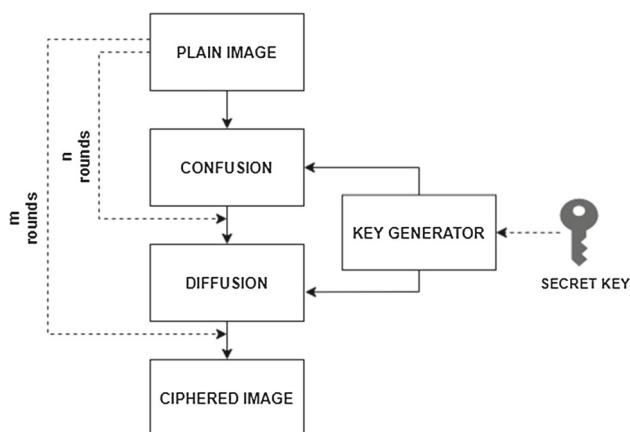 PLAIN IMAGE
n
rounds
m
rounds
CONFUSION
KEY GENERATOR
SECRET KEY
DIFFUSION
CIPHERED IMAGE